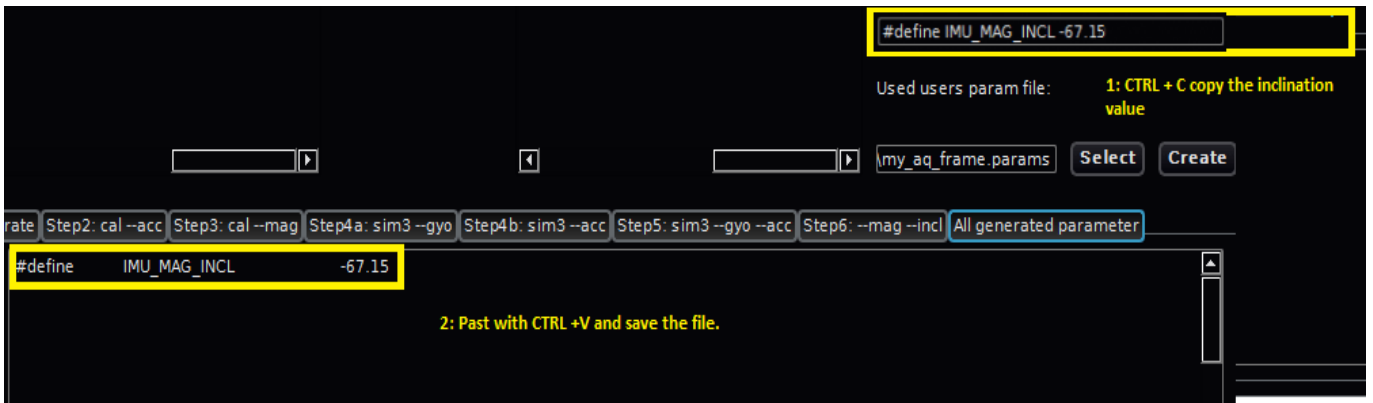 #define IMU_MAG_INCL -67.15
Used users param file:
1: CTRL + C copy the inclination
value
\my_aq_frame.params
Select
Create
rate
Step2: cal --acc
Step3: cal --mag
Step4a: sim3 --gyo
Step4b: sim3 --acc
Step5: sim3 --gyo --acc
Step6: --mag --incl
All generated parameter
#define IMU_MAG_INCL -67.15
2: Past with CTRL +V and save the file.